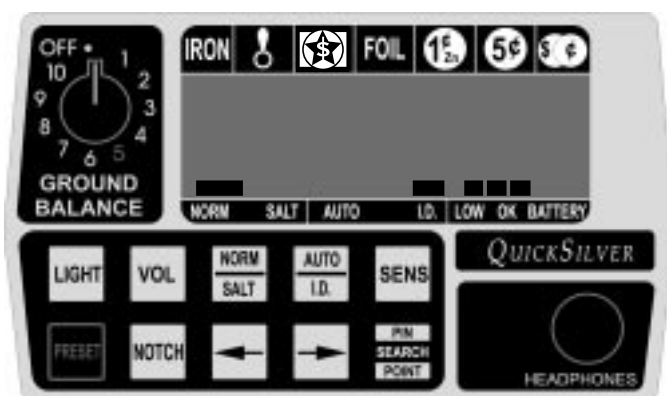 OFF
10
1
9
2
8
3
7
4
6
5
GROUND
BALANCE
IRON
$
FOIL
1¢
Zn
5¢
$ ¢
NORM SALT AUTO I.D. LOW OK BATTERY
LIGHT
VOL
NORM
SALT
AUTO
I.D.
SENS
PRESET
NOTCH
PIN
SEARCH
POINT
QUICKSILVER
HEADPHONES